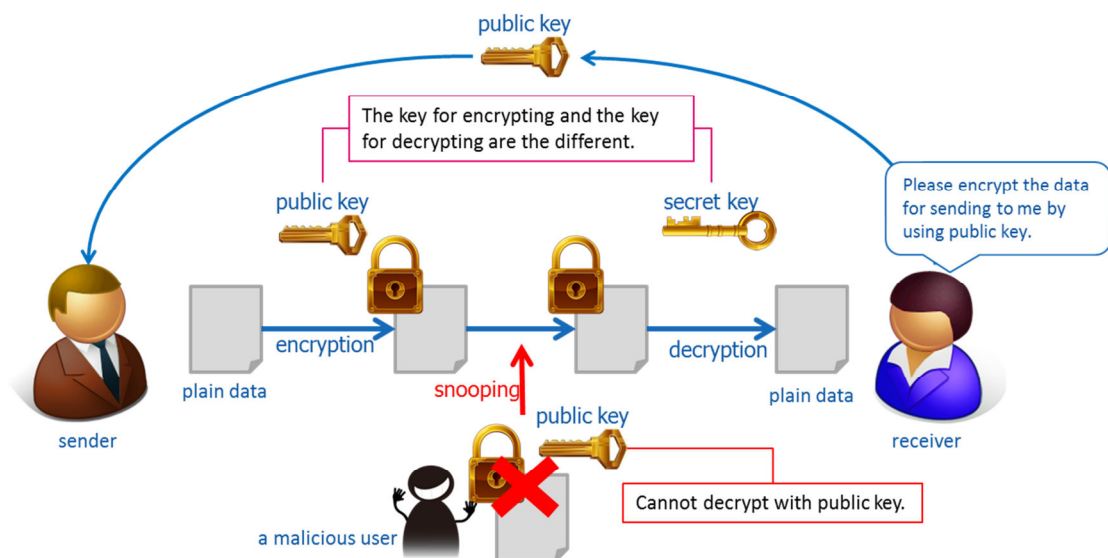 public key
The key for encrypting and the key
for decrypting are the different.
public key
secret key
Please encrypt the data
for sending to me by
using public key.
encryption
decryption
plain data
snooping
plain data
sender
public key
receiver
Cannot decrypt with public key.
a malicious user